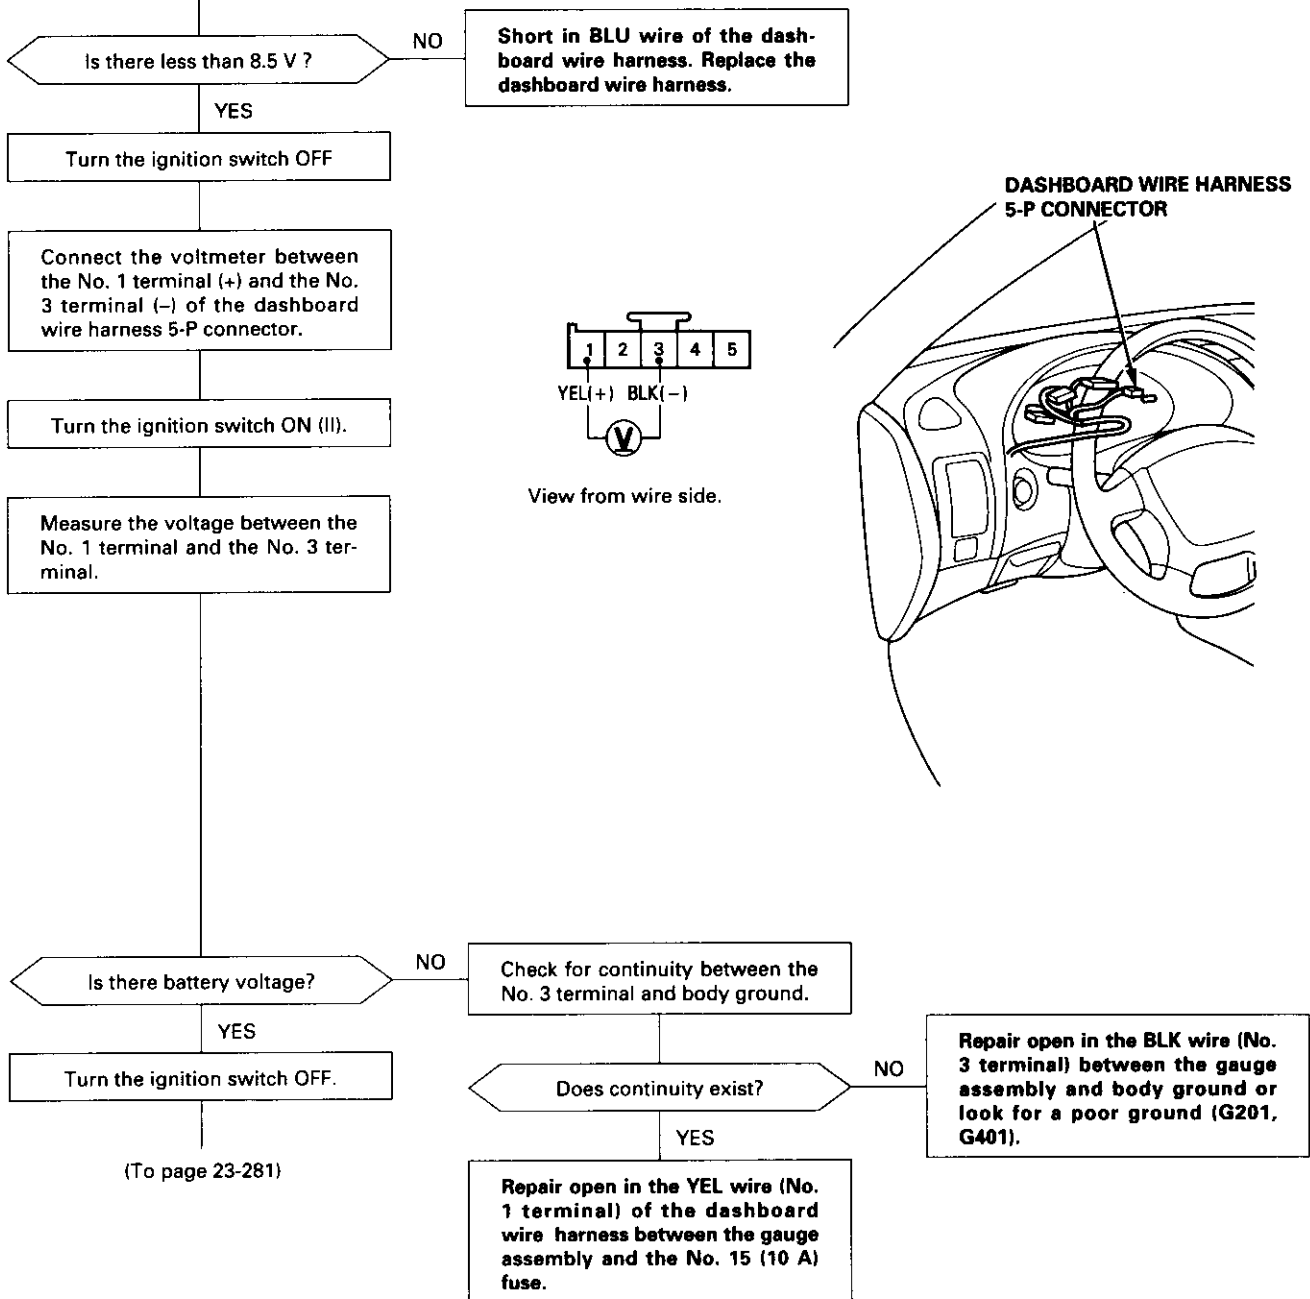 Is there less than 8.5 V ?
NO
Short in BLU wire of the dash-
board wire harness. Replace the
dashboard wire harness.
YES
Turn the ignition switch OFF
Connect the voltmeter between
the No. 1 terminal (+) and the No.
3 terminal (–) of the dashboard
wire harness 5-P connector.
Turn the ignition switch ON (II).
Measure the voltage between the
No. 1 terminal and the No. 3 ter-
minal.
1 2 3 4 5
YEL(+) BLK(–)
V
View from wire side.
DASHBOARD WIRE HARNESS
5-P CONNECTOR
Is there battery voltage?
NO
Check for continuity between the
No. 3 terminal and body ground.
YES
Turn the ignition switch OFF.
(To page 23-281)
Does continuity exist?
NO
Repair open in the BLK wire (No.
3 terminal) between the gauge
assembly and body ground or
look for a poor ground (G201,
G401).
YES
Repair open in the YEL wire (No.
1 terminal) of the dashboard
wire harness between the gauge
assembly and the No. 15 (10 A)
fuse.